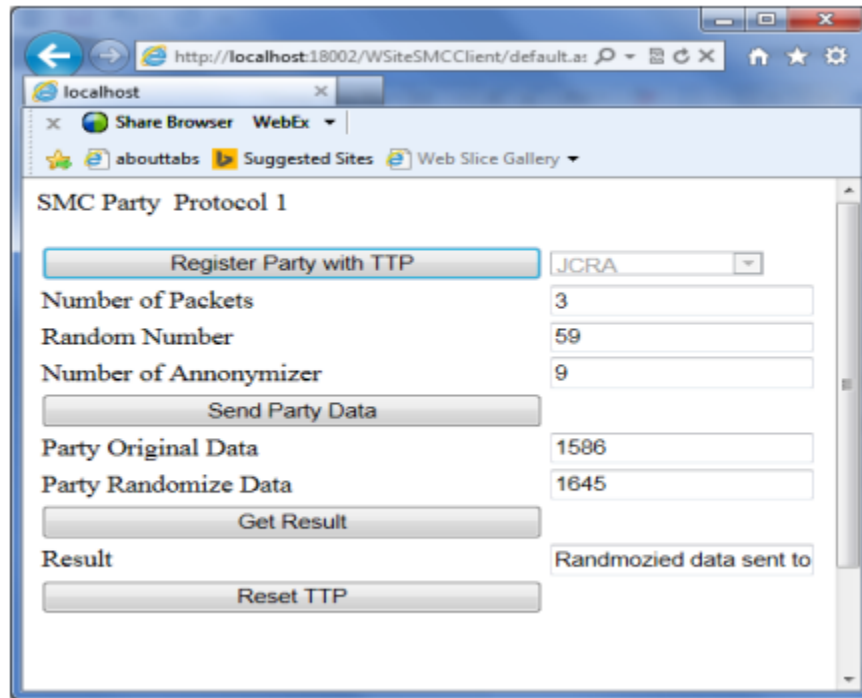 http://localhost:18002/WSiteSMCClient/default.a:
localhost
Share Browser WebEx
abouttabs Suggested Sites Web Slice Gallery
SMC Party Protocol 1
Register Party with TTP JCRA
Number of Packets 3
Random Number 59
Number of Annonymizer 9
Send Party Data
Party Original Data 1586
Party Randomize Data 1645
Get Result
Result Randmozied data sent to
Reset TTP